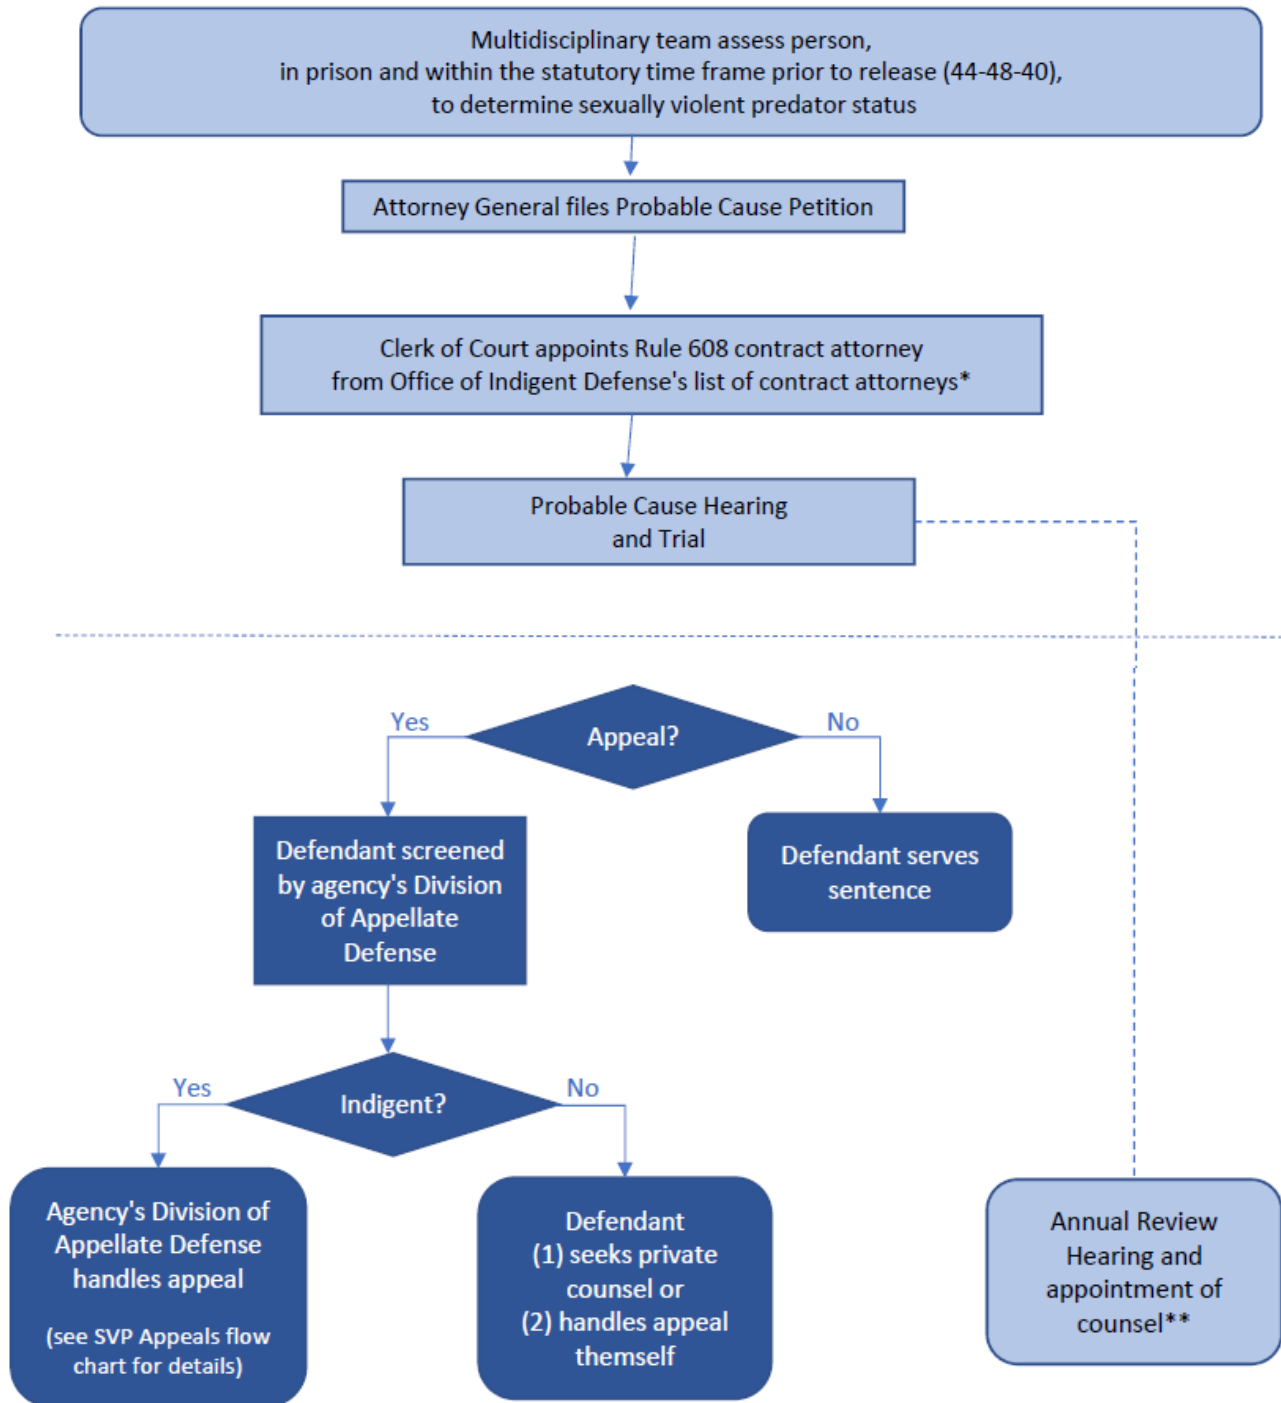 Multidisciplinary team assess person,
in prison and within the statutory time frame prior to release (44-48-40),
to determine sexually violent predator status
Attorney General files Probable Cause Petition
Clerk of Court appoints Rule 608 contract attorney
from Office of Indigent Defense's list of contract attorneys*
Probable Cause Hearing
and Trial
Yes
Appeal?
No
Defendant screened
by agency's Division
of Appellate
Defense
Defendant serves
sentence
Yes
Indigent?
No
Agency's Division of
Appellate Defense
handles appeal
(see SVP Appeals flow
chart for details)
Defendant
(1) seeks private
counsel or
(2) handles appeal
themself
Annual Review
Hearing and
appointment of
counsel**